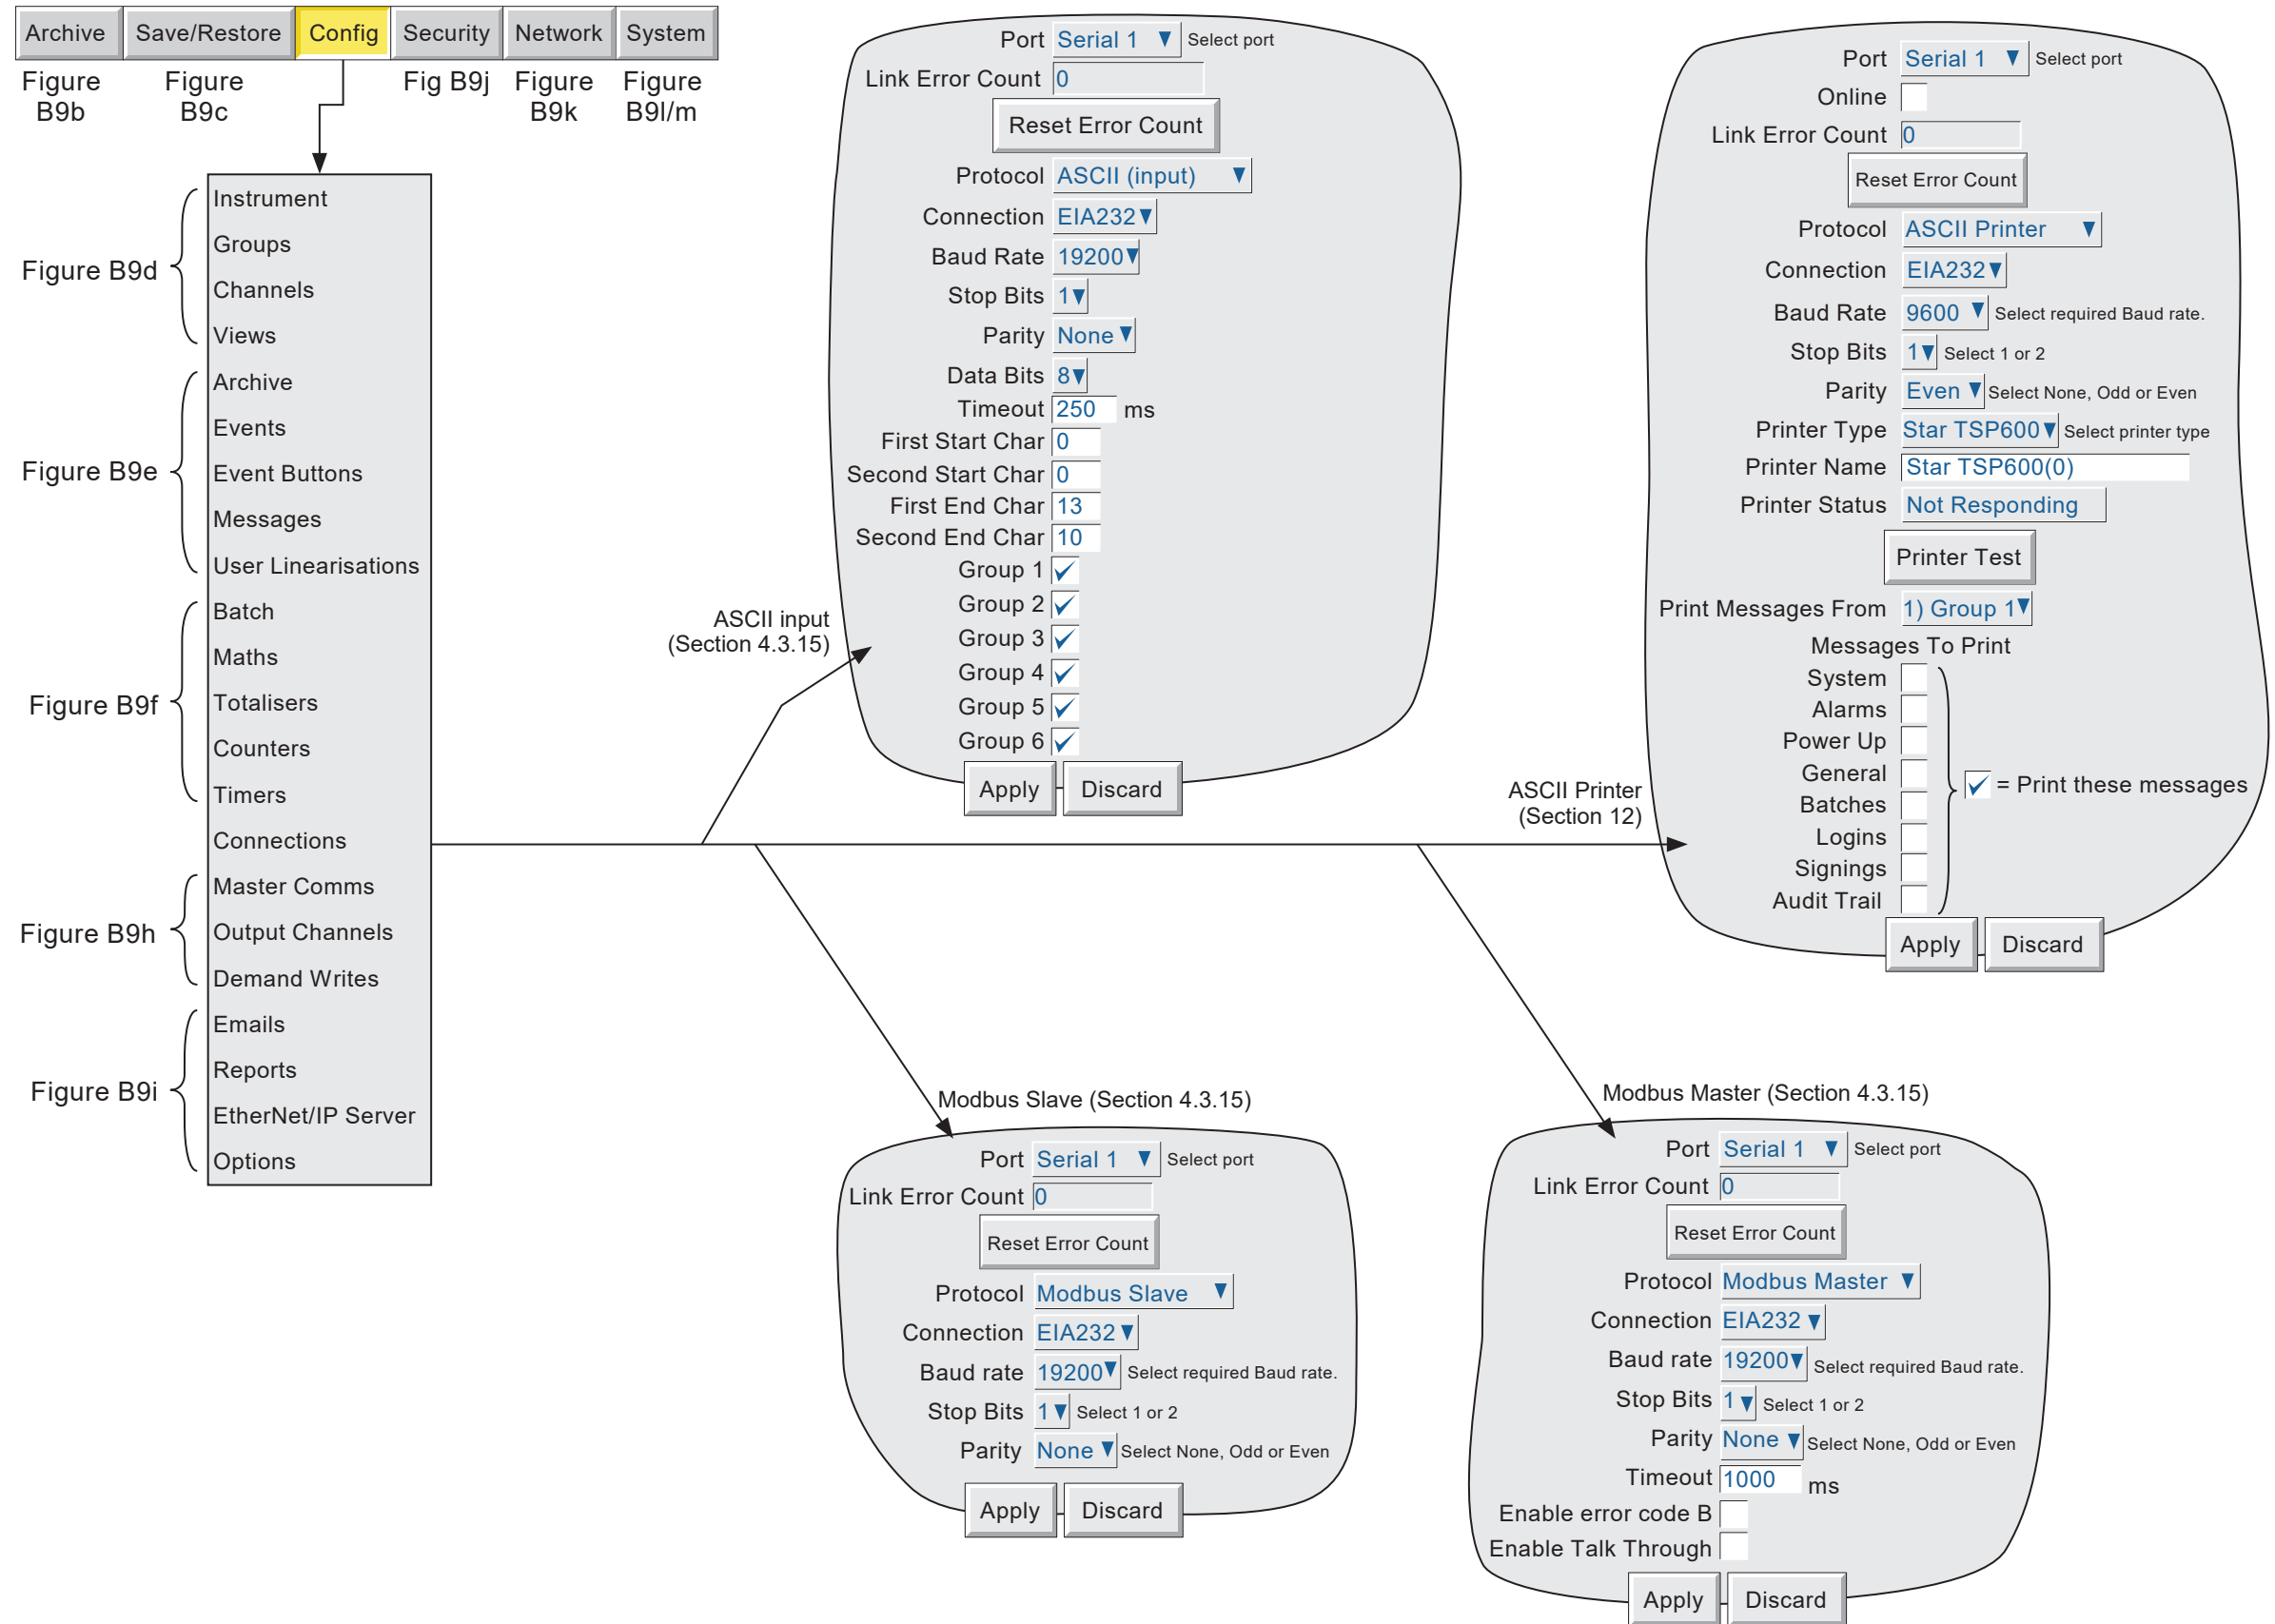 Archive Save/Restore Config Security Network System
Figure B9b
Figure B9c
Fig B9j
Figure B9k
Figure B9l/m
Figure B9d
Instrument
Groups
Channels
Views
Figure B9e
Archive
Events
Event Buttons
Messages
User Linearisations
Figure B9f
Batch
Maths
Totalisers
Counters
Timers
Connections
Figure B9h
Master Comms
Output Channels
Demand Writes
Figure B9i
Emails
Reports
EtherNet/IP Server
Options
ASCII input
(Section 4.3.15)
Port Serial 1 ▼ Select port
Link Error Count 0
Reset Error Count
Protocol ASCII (input) ▼
Connection EIA232 ▼
Baud Rate 19200 ▼
Stop Bits 1 ▼
Parity None ▼
Data Bits 8 ▼
Timeout 250 ms
First Start Char 0
Second Start Char 0
First End Char 13
Second End Char 10
Group 1 ✓
Group 2 ✓
Group 3 ✓
Group 4 ✓
Group 5 ✓
Group 6 ✓
Apply Discard
ASCII Printer
(Section 12)
Port Serial 1 ▼ Select port
Online
Link Error Count 0
Reset Error Count
Protocol ASCII Printer ▼
Connection EIA232 ▼
Baud Rate 9600 ▼ Select required Baud rate.
Stop Bits 1 ▼ Select 1 or 2
Parity Even ▼ Select None, Odd or Even
Printer Type Star TSP600 ▼ Select printer type
Printer Name Star TSP600(0)
Printer Status Not Responding
Printer Test
Print Messages From 1) Group 1 ▼
Messages To Print
System
Alarms
Power Up
General
✓ = Print these messages
Batches
Logins
Signings
Audit Trail
Apply Discard
Modbus Slave (Section 4.3.15)
Port Serial 1 ▼ Select port
Link Error Count 0
Reset Error Count
Protocol Modbus Slave ▼
Connection EIA232 ▼
Baud rate 19200 ▼ Select required Baud rate.
Stop Bits 1 ▼ Select 1 or 2
Parity None ▼ Select None, Odd or Even
Apply Discard
Modbus Master (Section 4.3.15)
Port Serial 1 ▼ Select port
Link Error Count 0
Reset Error Count
Protocol Modbus Master ▼
Connection EIA232 ▼
Baud rate 19200 ▼ Select required Baud rate.
Stop Bits 1 ▼ Select 1 or 2
Parity None ▼ Select None, Odd or Even
Timeout 1000 ms
Enable error code B
Enable Talk Through
Apply Discard